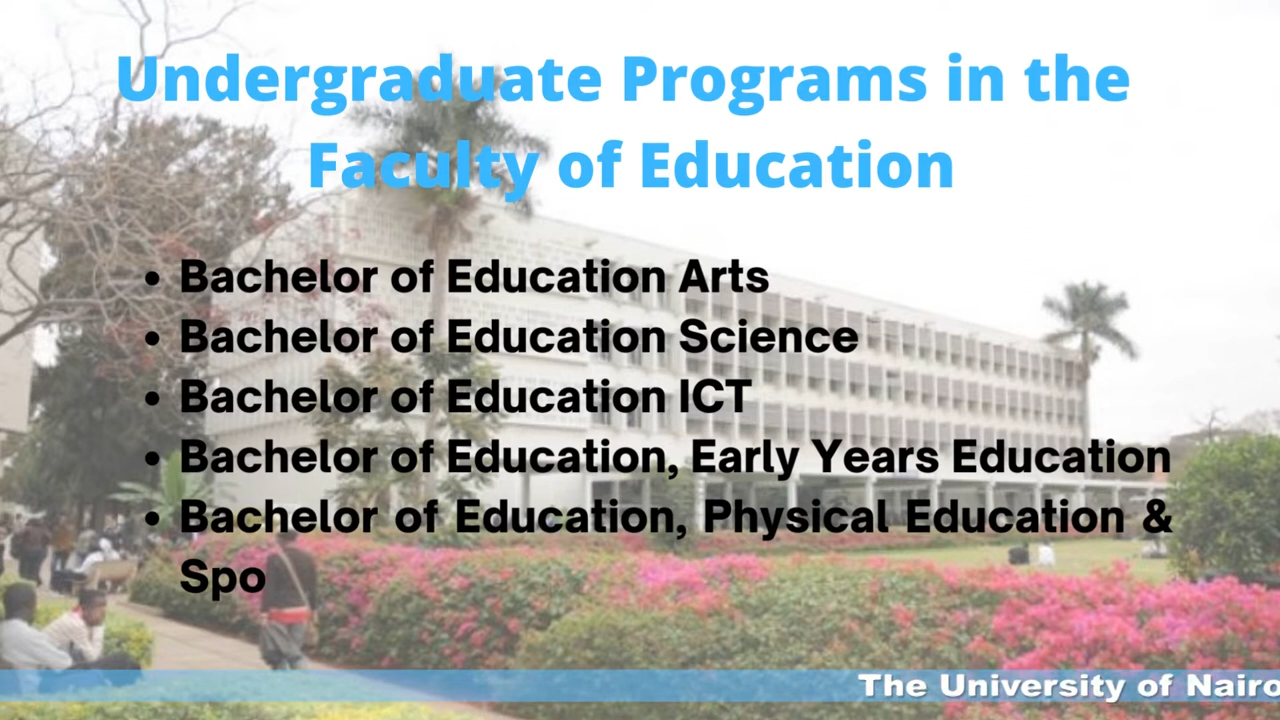 Undergraduate Programs in the
Faculty of Education
• Bachelor of Education Arts
• Bachelor of Education Science
• Bachelor of Education ICT
• Bachelor of Education, Early Years Education
• Bachelor of Education, Physical Education &
Spo
The University of Nairo